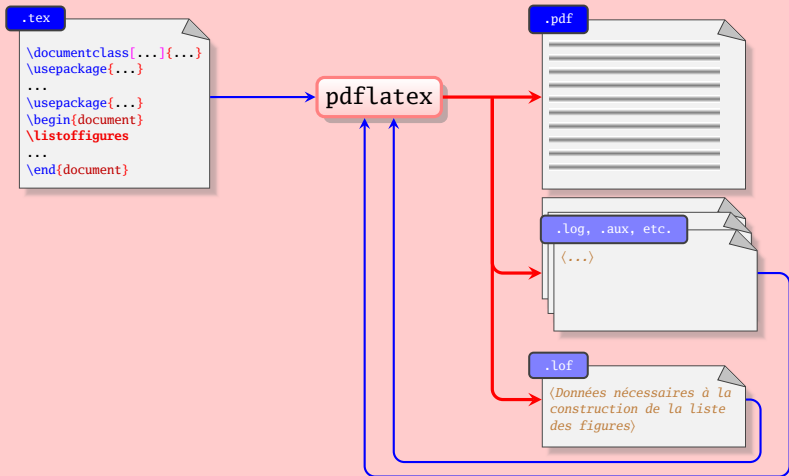 .tex
\documentclass[...]{...}
\usepackage{...}
...
\usepackage{...}
\begin{document}
\listoffigures
...
\end{document}
pdflatex
.pdf
.log, .aux, etc.
⟨...⟩
.lof
⟨Données nécessaires à la
construction de la liste
des figures⟩